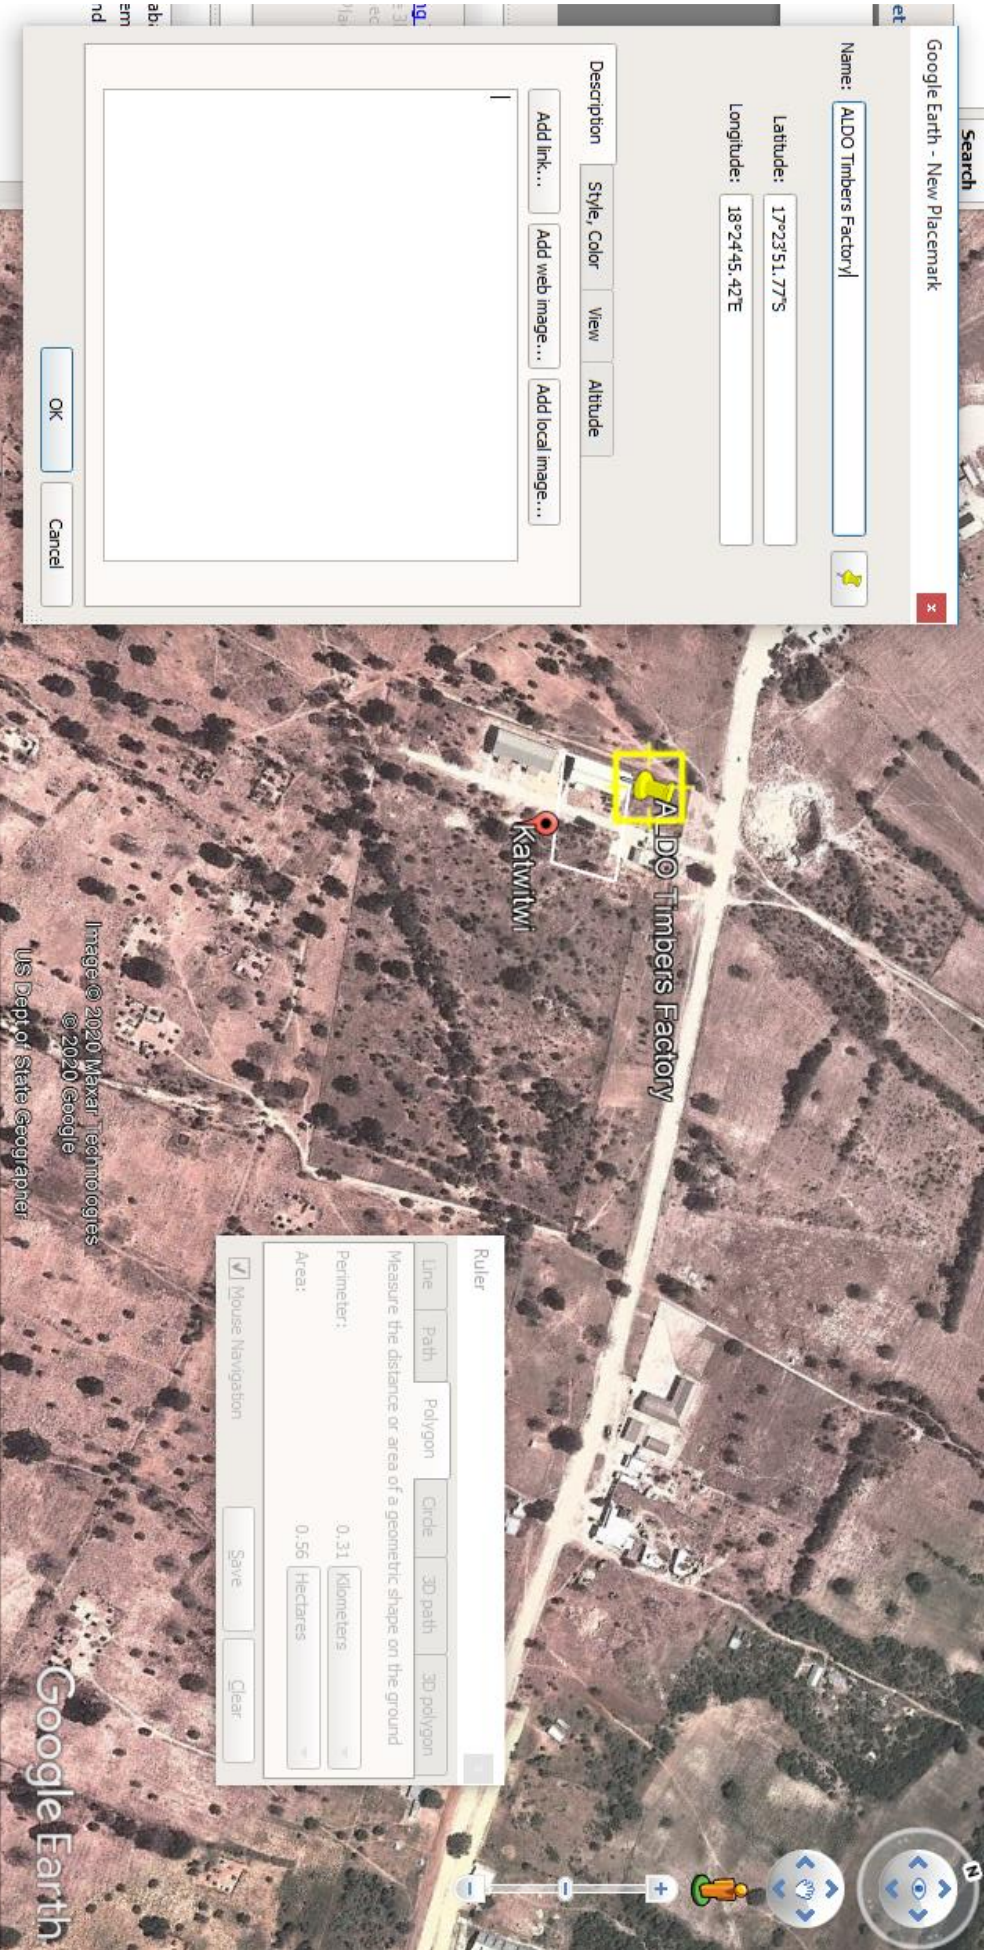 Search
Google Earth - New Placemark
Name: ALDO Timbers Factory
Latitude: 17°23'51.77"S
Longitude: 18°24'45.42"E
Description Style, Color View Altitude
Add link... Add web image... Add local image...
OK Cancel
ALDO Timbers Factory
Katwitwi
Ruler
Line Path Polygon Circle 3D path 3D polygon
Measure the distance or area of a geometric shape on the ground
Perimeter: 0.31 Kilometers
Area: 0.56 Hectares
Mouse Navigation Save Clear
N
Image © 2020 Maxar Technologies
© 2020 Google
US Dept of State Geographer
Google Earth